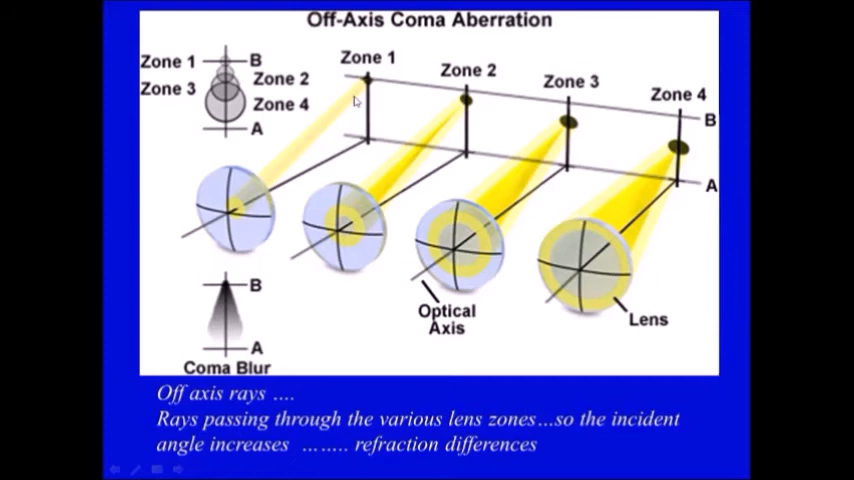 Off-Axis Coma Aberration
Zone 1
B
Zone 2
Zone 3
Zone 4
A
Zone 1
Zone 2
Zone 3
Zone 4
B
A
Optical
Axis
Lens
B
A
Coma Blur
Off axis rays ....
Rays passing through the various lens zones...so the incident
angle increases ........ refraction differences